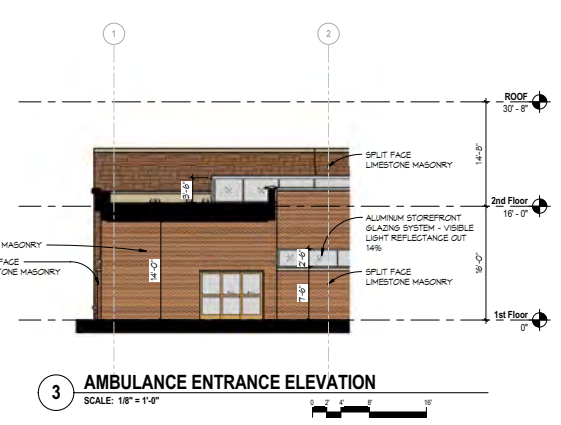 1
2
ROOF
30' - 8"
14'-8"
SPLIT FACE
LIMESTONE MASONRY
3'-6"
2nd Floor
16' - 0"
ALUMINUM STOREFRONT
GLAZING SYSTEM - VISIBLE
LIGHT REFLECTANCE OUT
14%
MASONRY
FACE
TONE MASONRY
14'-0"
2'-6"
16'-0"
SPLIT FACE
LIMESTONE MASONRY
7'-6"
1st Floor
0"
3
AMBULANCE ENTRANCE ELEVATION
SCALE: 1/8" = 1'-0"
0 2' 4' 8' 16'